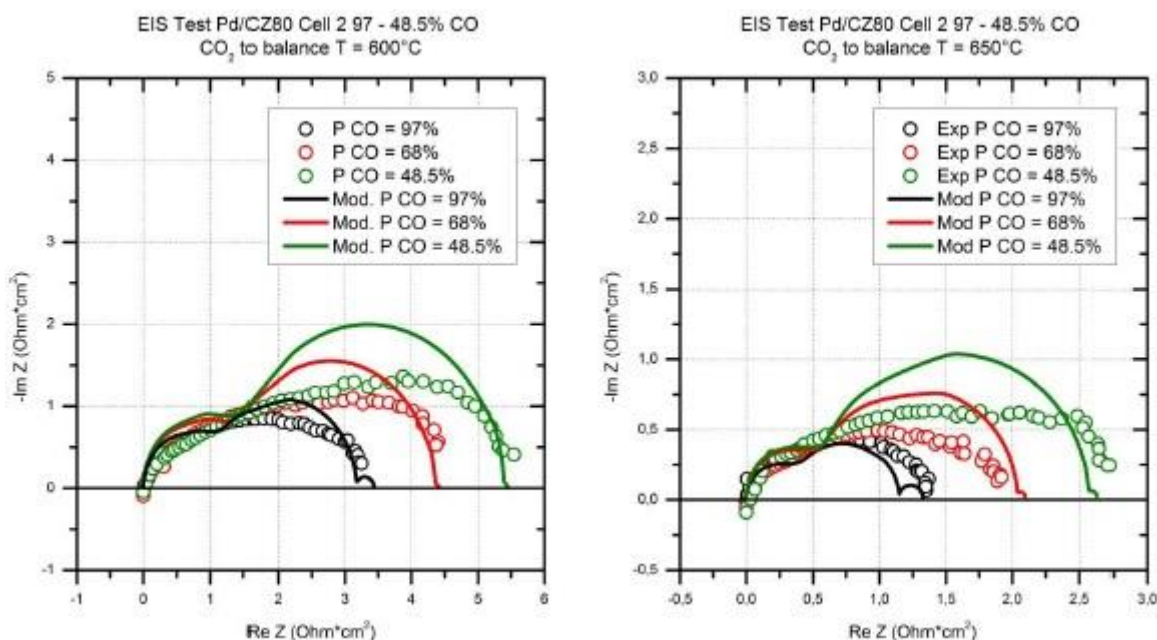 EIS Test Pd/CZ80 Cell 2 97 - 48.5% CO
CO2 to balance T = 600°C
5
4
3
2
1
0
-1
-Im Z (Ohm*cm2)
P CO = 97%
P CO = 68%
P CO = 48.5%
Mod. P CO = 97%
Mod. P CO = 68%
Mod. P CO = 48.5%
-1 0 1 2 3 4 5 6
Re Z (Ohm*cm2)
EIS Test Pd/CZ80 Cell 2 97 - 48.5% CO
CO2 to balance T = 650°C
3,0
2,5
2,0
1,5
1,0
0,5
0,0
-0,5
-Im Z (Ohm*cm2)
Exp P CO = 97%
Exp P CO = 68%
Exp P CO = 48.5%
Mod P CO = 97%
Mod P CO = 68%
Mod P CO = 48.5%
-0,5 0,0 0,5 1,0 1,5 2,0 2,5 3,0
Re Z (Ohm*cm2)